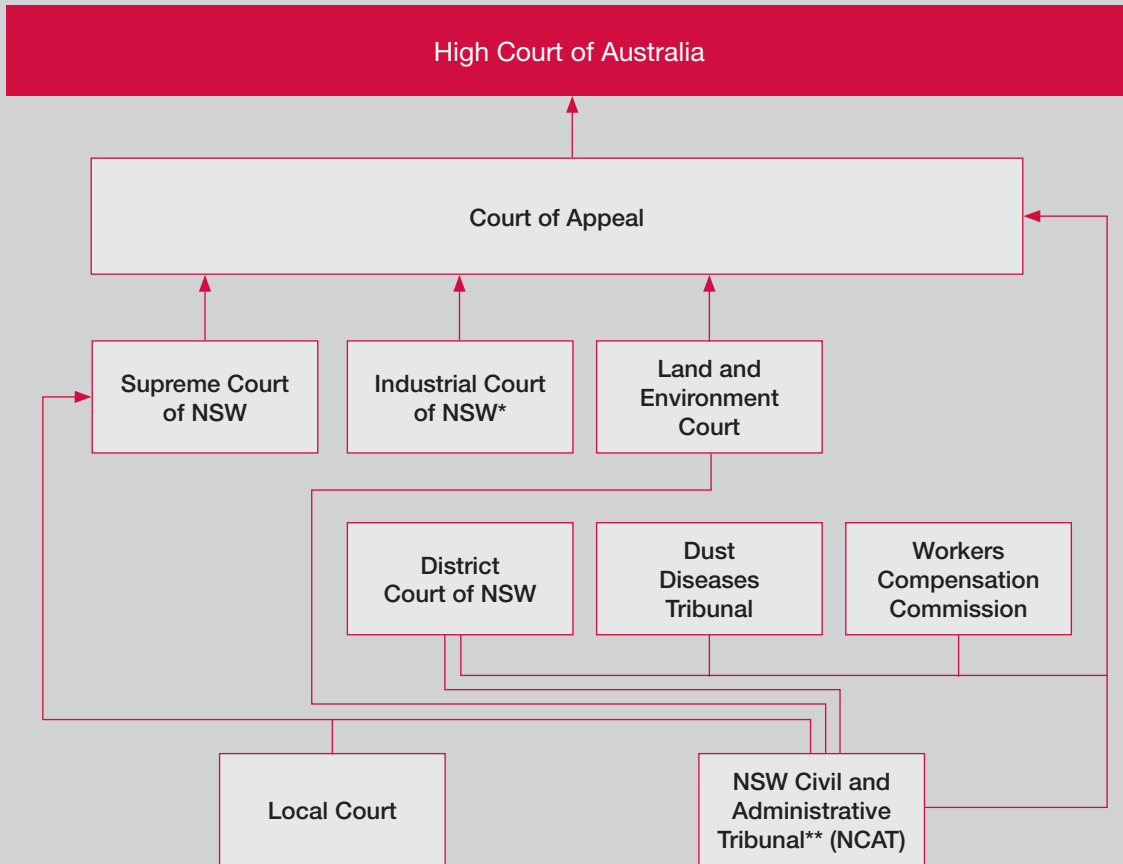 High Court of Australia
Court of Appeal
Supreme Court
of NSW
Industrial Court
of NSW*
Land and
Environment
Court
District
Court of NSW
Dust
Diseases
Tribunal
Workers
Compensation
Commission
Local Court
NSW Civil and
Administrative
Tribunal** (NCAT)